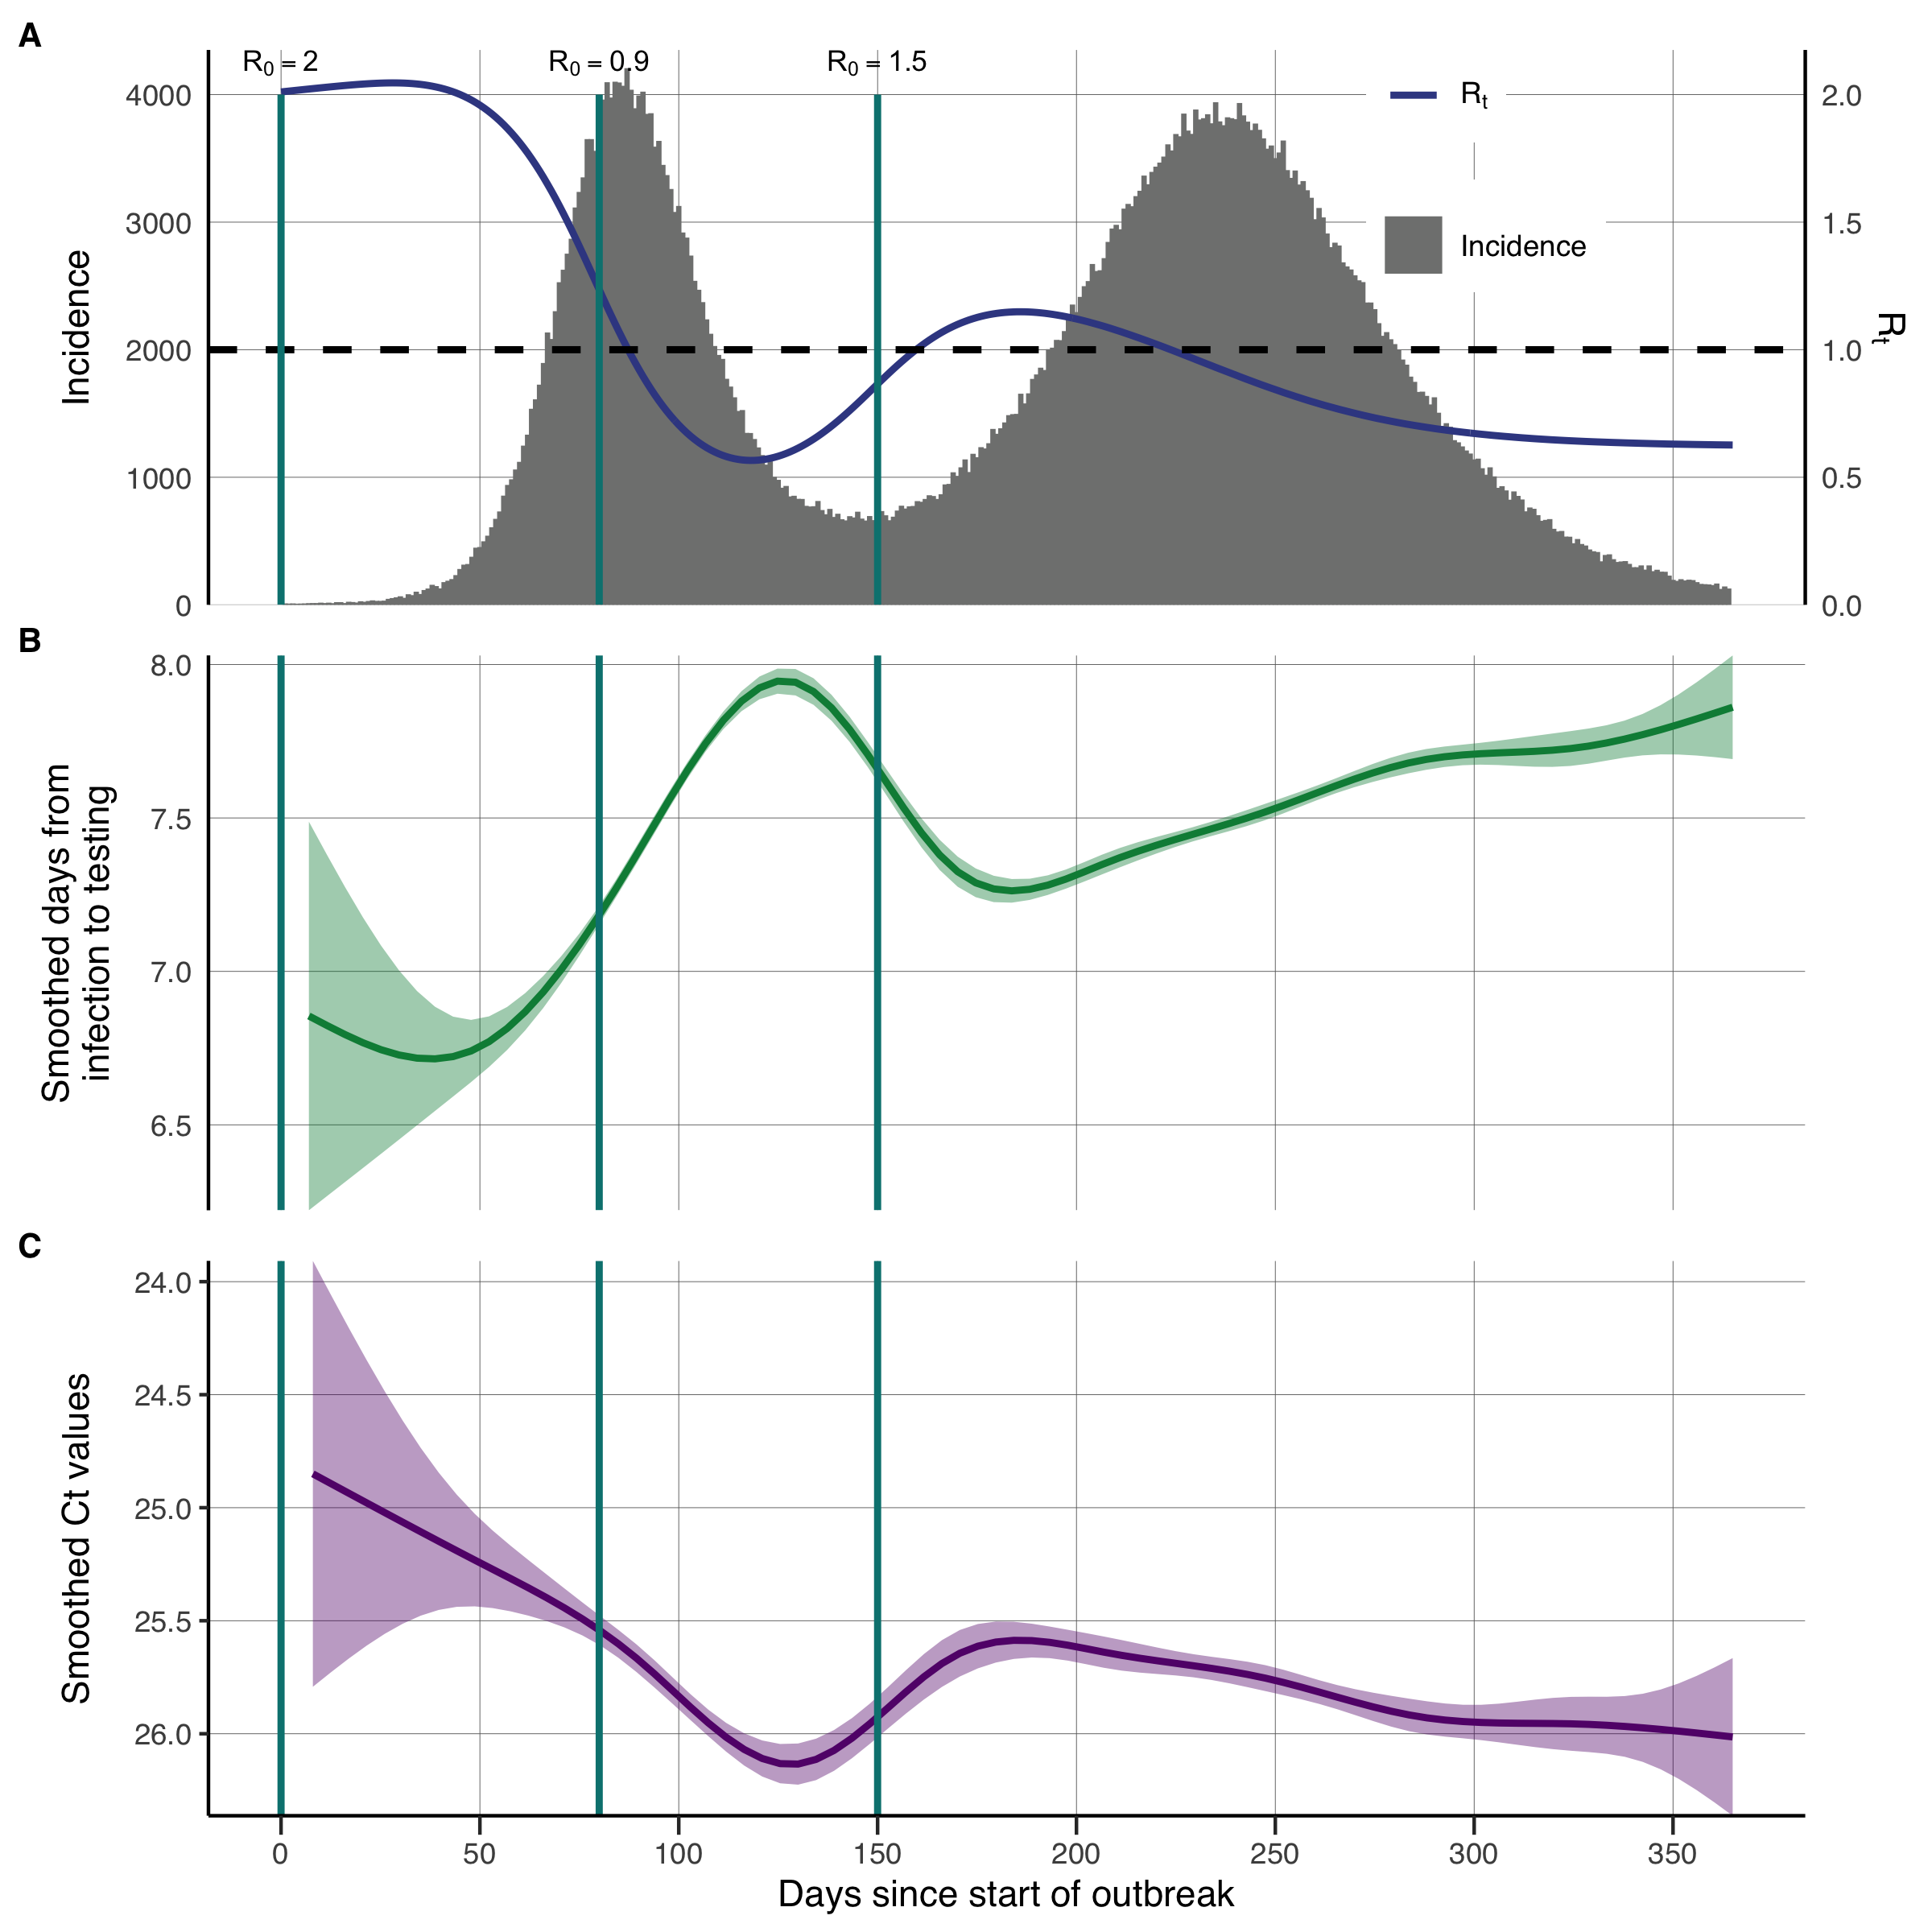 A
R0 = 2
R0 = 0.9
R0 = 1.5
4000
3000
2000
1000
0
Incidence
Rt
Incidence
2.0
1.5
1.0
0.5
0.0
Rt
B
8.0
7.5
7.0
6.5
Smoothed days from
infection to testing
C
24.0
24.5
25.0
25.5
26.0
Smoothed Ct values
0 50 100 150 200 250 300 350
Days since start of outbreak